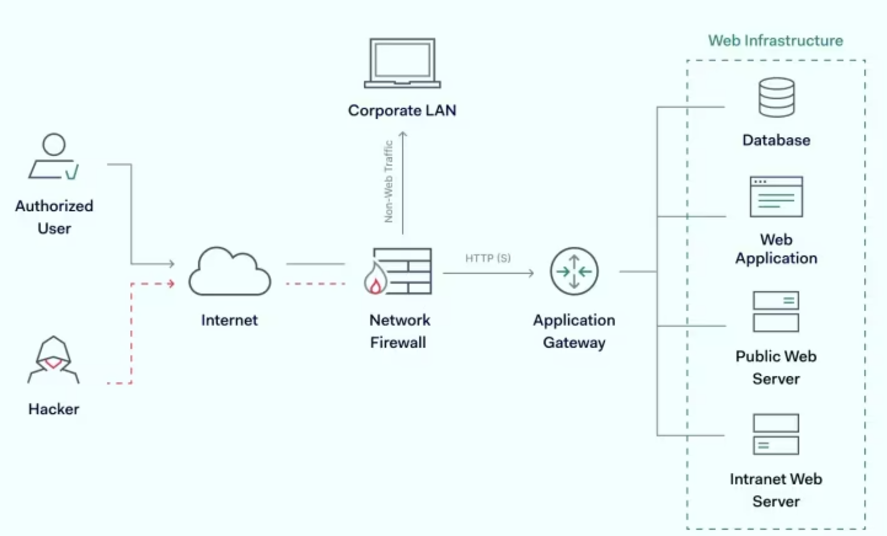 Web Infrastructure
Corporate LAN
Database
Non-Web Traffic
Authorized
User
Web
Application
HTTP (S)
Internet
Network
Firewall
Application
Gateway
Public Web
Server
Hacker
Intranet Web
Server